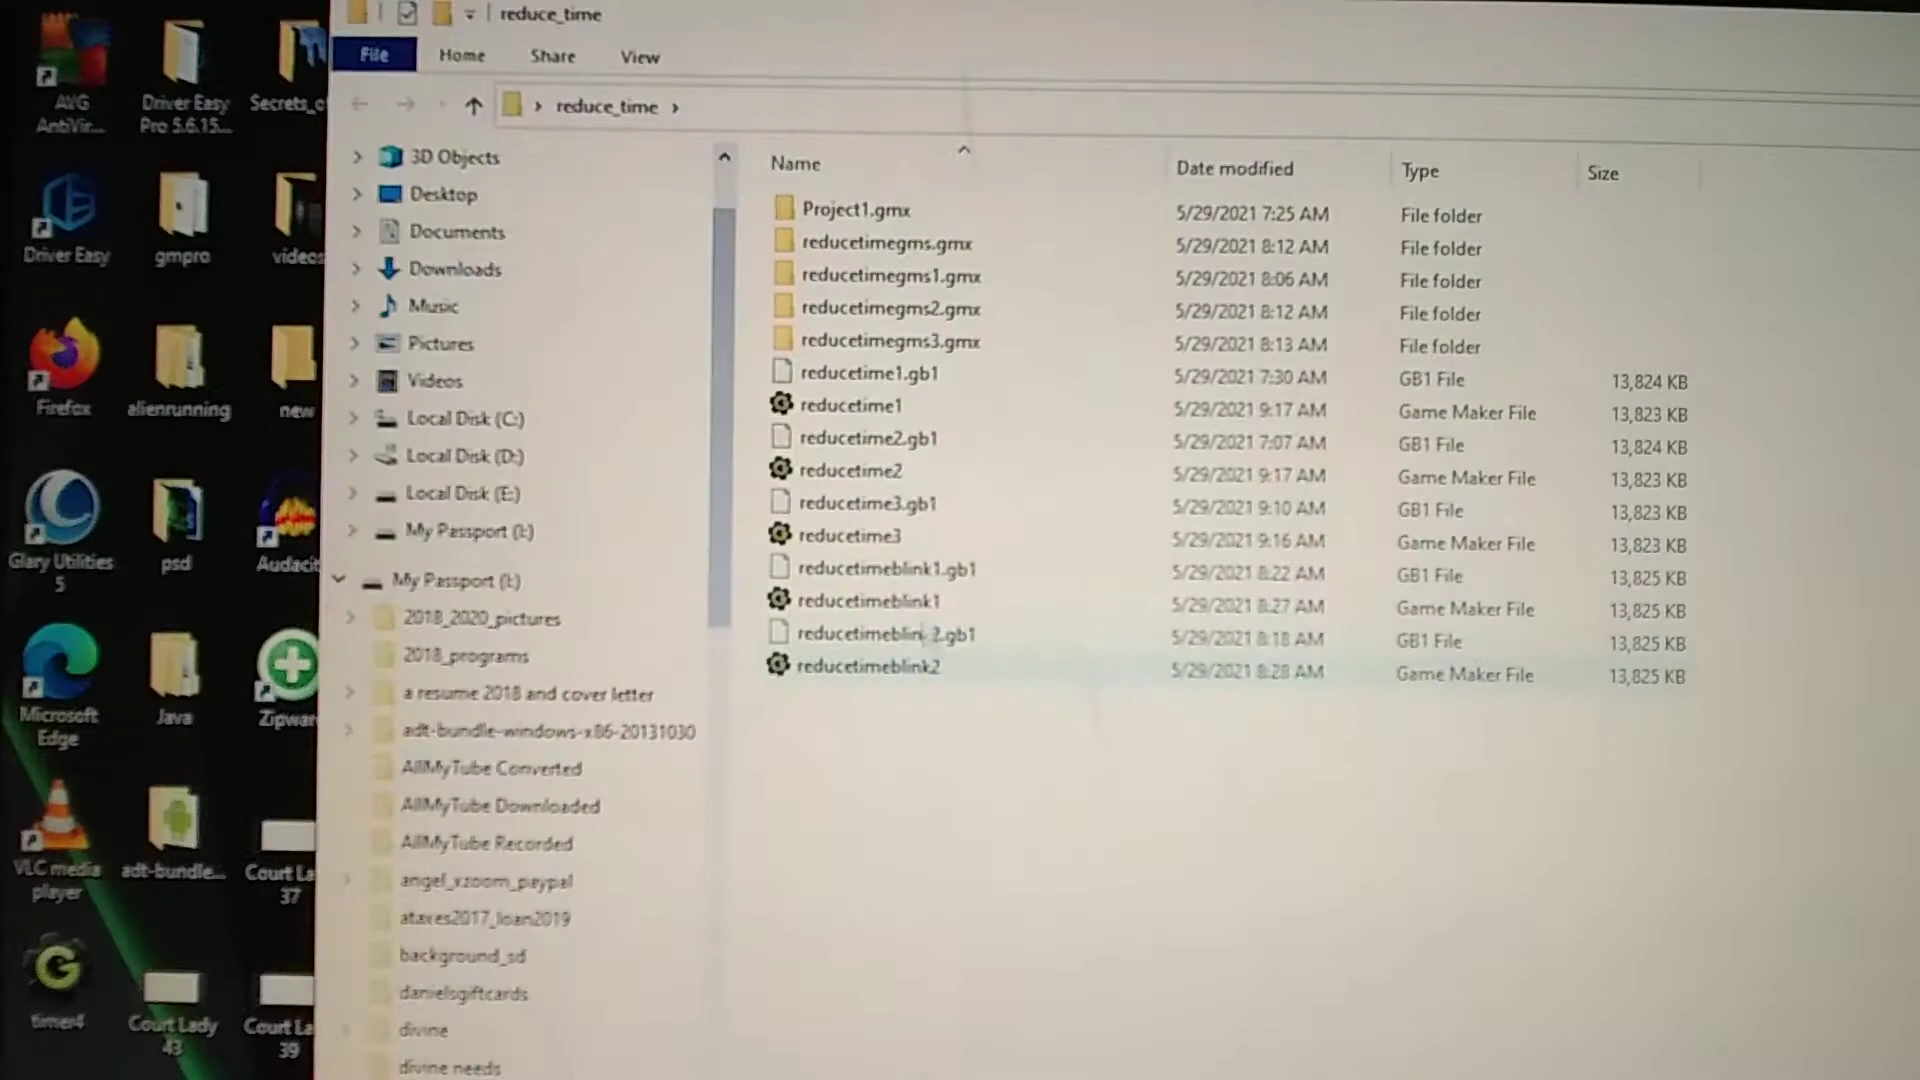 reduce_time
File Home Share View
reduce_time
AVG
AntiVir...
Driver Easy
Pro 5.6.15...
Driver Easy
gmpro
videos
Firefox
alienrunning
new
Glary Utilities
5
psd
Microsoft
Edge
Java
VLC media
player
adt-bundle...
timer4
Court Lady
43
37
39
3D Objects
Desktop
Documents
Downloads
Music
Pictures
Videos
Local Disk (C:)
Local Disk (D:)
Local Disk (E:)
My Passport (I:)
My Passport (I:)
2018_2020_pictures
2018_programs
a resume 2018 and cover letter
adt-bundle-windows-x86-20131030
AllMyTube Converted
AllMyTube Downloaded
AllMyTube Recorded
angel_xzoom_paypal
ataxes2017_loan2019
background_sd
danielsgiftcards
divine
divine needs
Name Date modified Type Size
Project1.gmx 5/29/2021 7:25 AM File folder
reducetimegms.gmx 5/29/2021 8:12 AM File folder
reducetimegms1.gmx 5/29/2021 8:06 AM File folder
reducetimegms2.gmx 5/29/2021 8:12 AM File folder
reducetimegms3.gmx 5/29/2021 8:13 AM File folder
reducetime1.gb1 5/29/2021 7:30 AM GB1 File 13,824 KB
reducetime1 5/29/2021 9:17 AM Game Maker File 13,823 KB
reducetime2.gb1 5/29/2021 7:07 AM GB1 File 13,824 KB
reducetime2 5/29/2021 9:17 AM Game Maker File 13,823 KB
reducetime3.gb1 5/29/2021 9:10 AM GB1 File 13,823 KB
reducetime3 5/29/2021 9:16 AM Game Maker File 13,823 KB
reducetimeblink1.gb1 5/29/2021 8:22 AM GB1 File 13,825 KB
reducetimeblink1 5/29/2021 8:27 AM Game Maker File 13,825 KB
reducetimeblink2.gb1 5/29/2021 8:18 AM GB1 File 13,825 KB
reducetimeblink2 5/29/2021 8:28 AM Game Maker File 13,825 KB